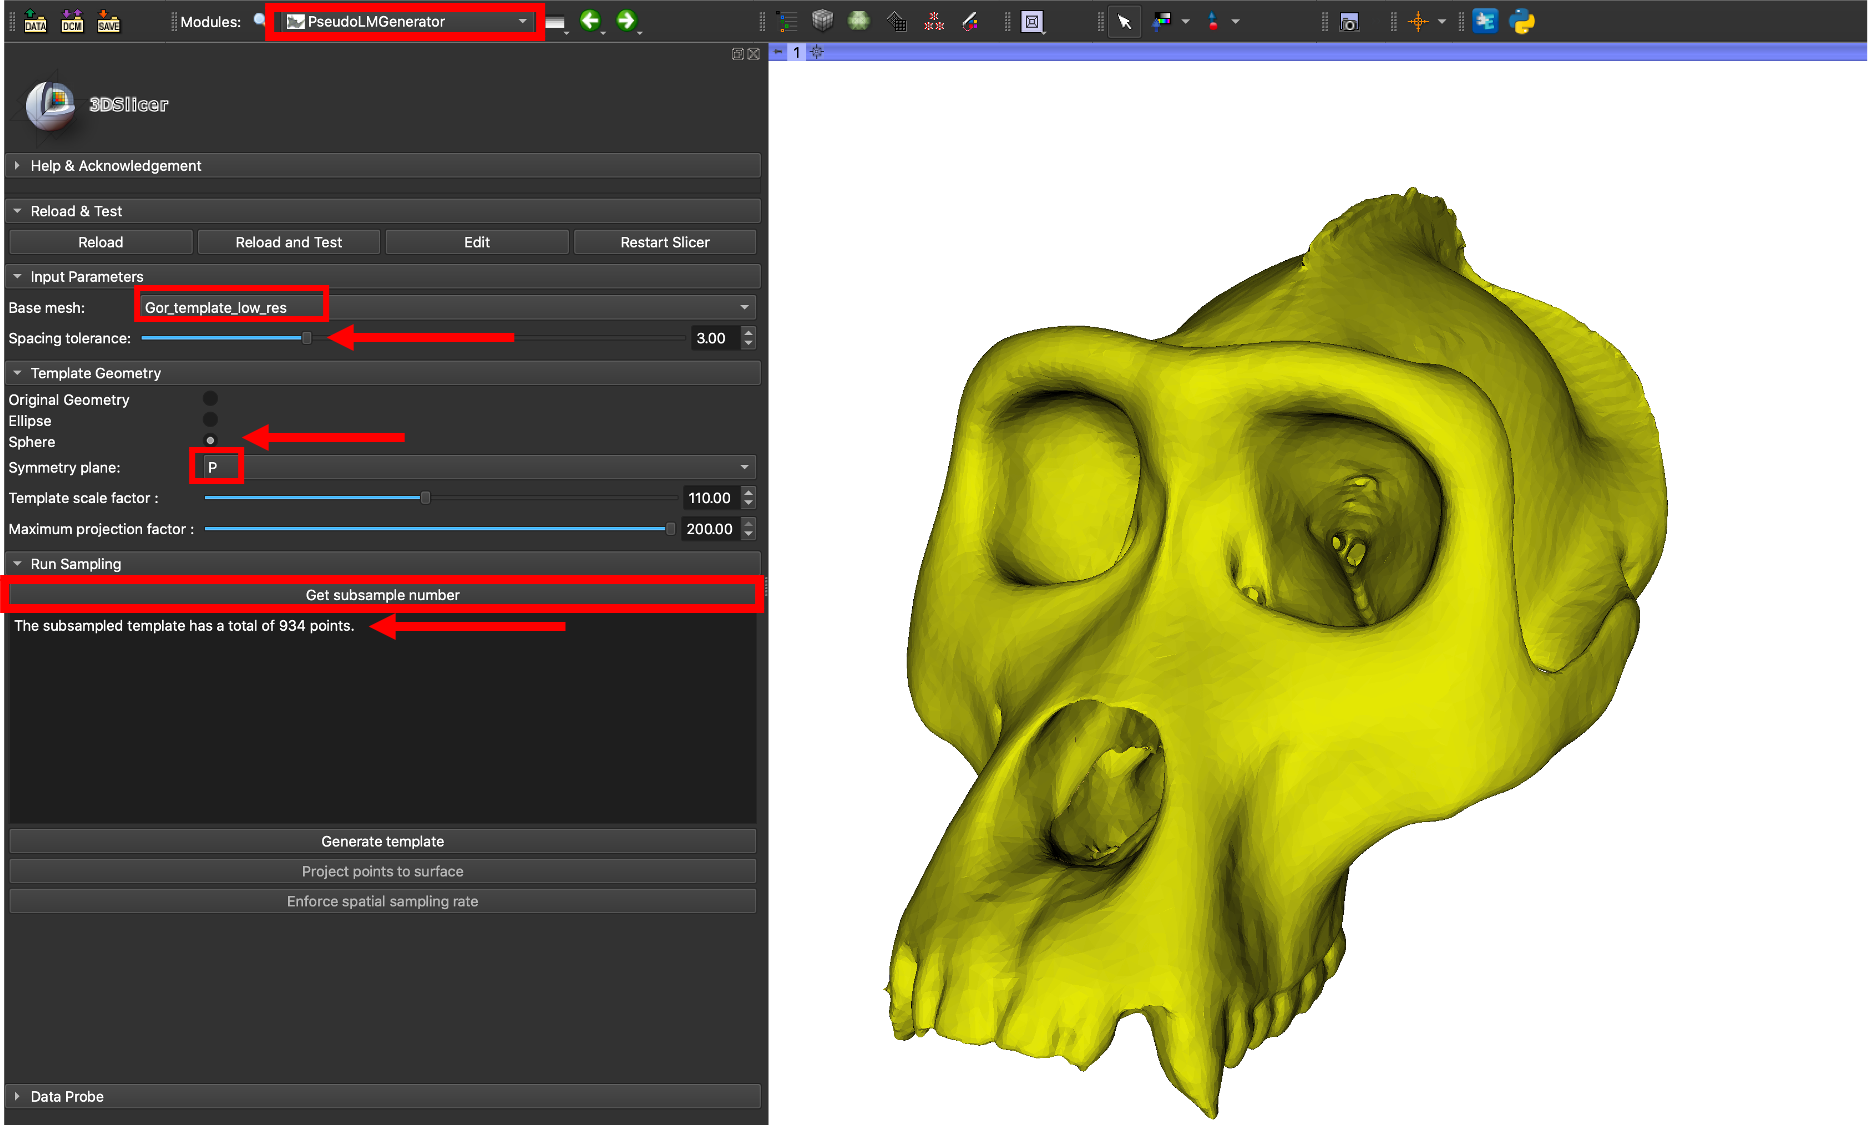 DATA DCM SAVE Modules: PseudoLMGenerator
1
3DSlicer
Help & Acknowledgement
Reload & Test
Reload Reload and Test Edit Restart Slicer
Input Parameters
Base mesh: Gor_template_low_res
Spacing tolerance: 3.00
Template Geometry
Original Geometry
Ellipse
Sphere
Symmetry plane: P
Template scale factor : 110.00
Maximum projection factor : 200.00
Run Sampling
Get subsample number
The subsampled template has a total of 934 points.
Generate template
Project points to surface
Enforce spatial sampling rate
Data Probe